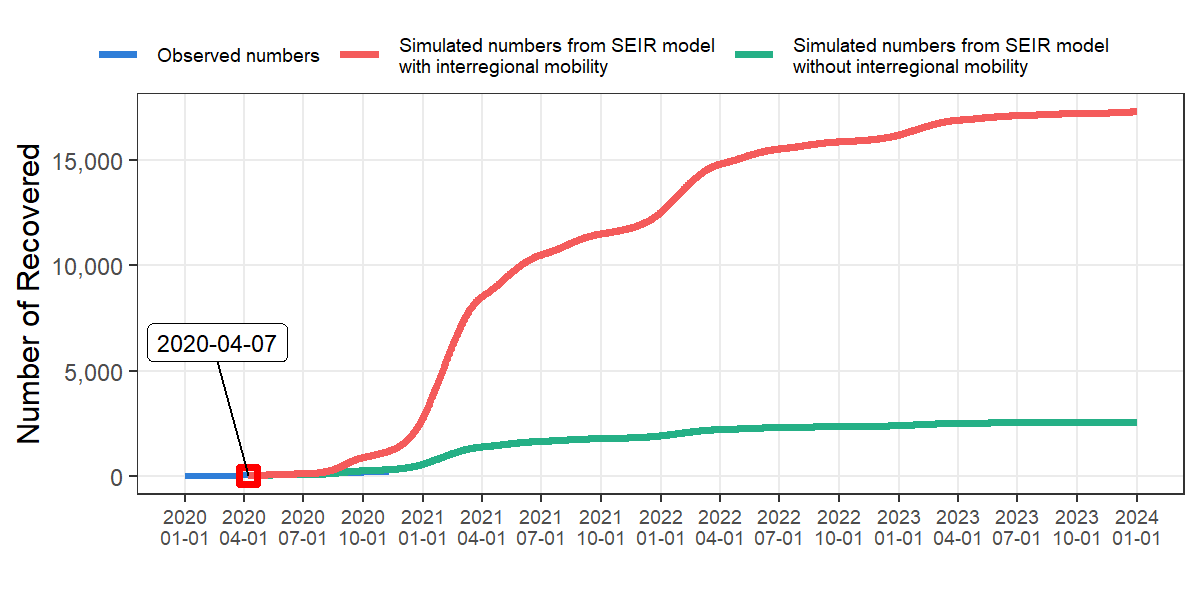 Observed numbers
Simulated numbers from SEIR model
with interregional mobility
Simulated numbers from SEIR model
without interregional mobility
Number of Recovered
15,000
10,000
5,000
0
2020-04-07
2020 2020 2020 2020 2021 2021 2021 2021 2022 2022 2022 2022 2023 2023 2023 2023 2024
01-01 04-01 07-01 10-01 01-01 04-01 07-01 10-01 01-01 04-01 07-01 10-01 01-01 04-01 07-01 10-01 01-01